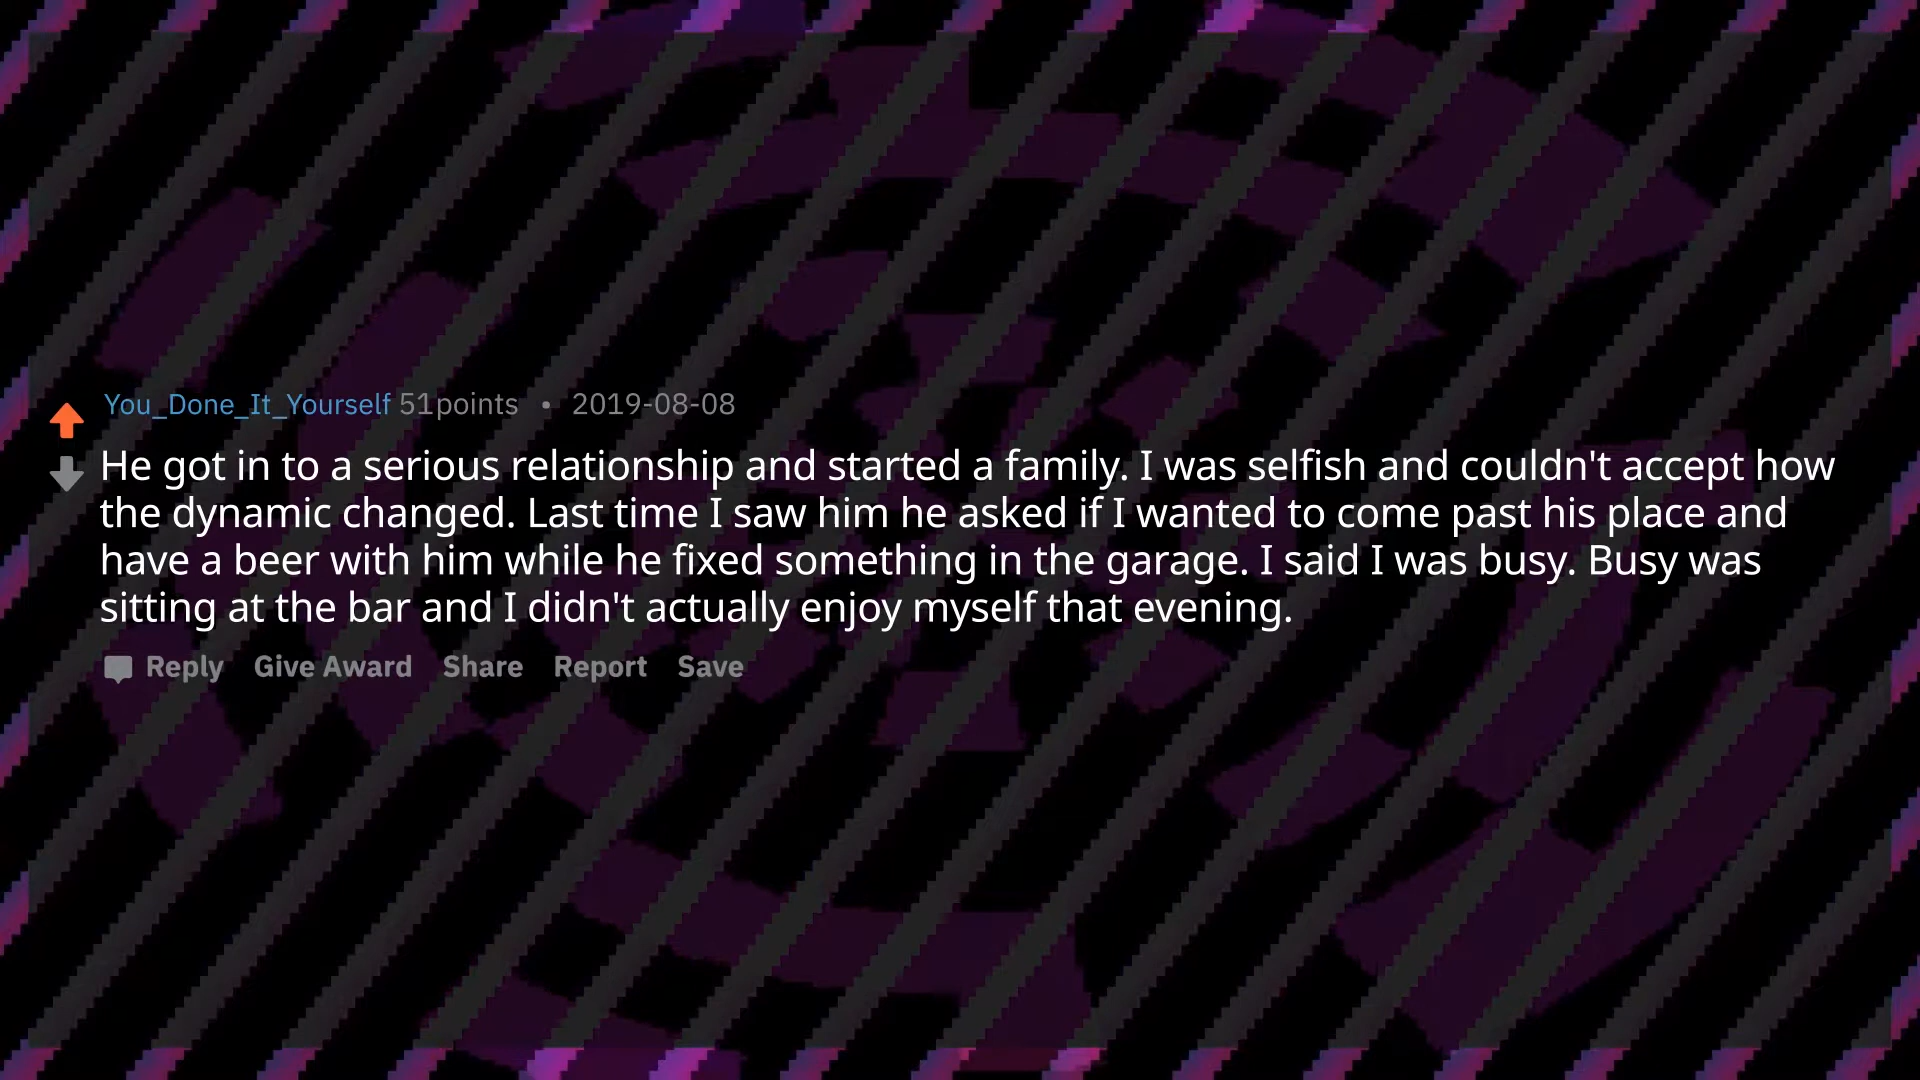 You_Done_It_Yourself 51points • 2019-08-08
He got in to a serious relationship and started a family. I was selfish and couldn't accept how
the dynamic changed. Last time I saw him he asked if I wanted to come past his place and
have a beer with him while he fixed something in the garage. I said I was busy. Busy was
sitting at the bar and I didn't actually enjoy myself that evening.
Reply Give Award Share Report Save